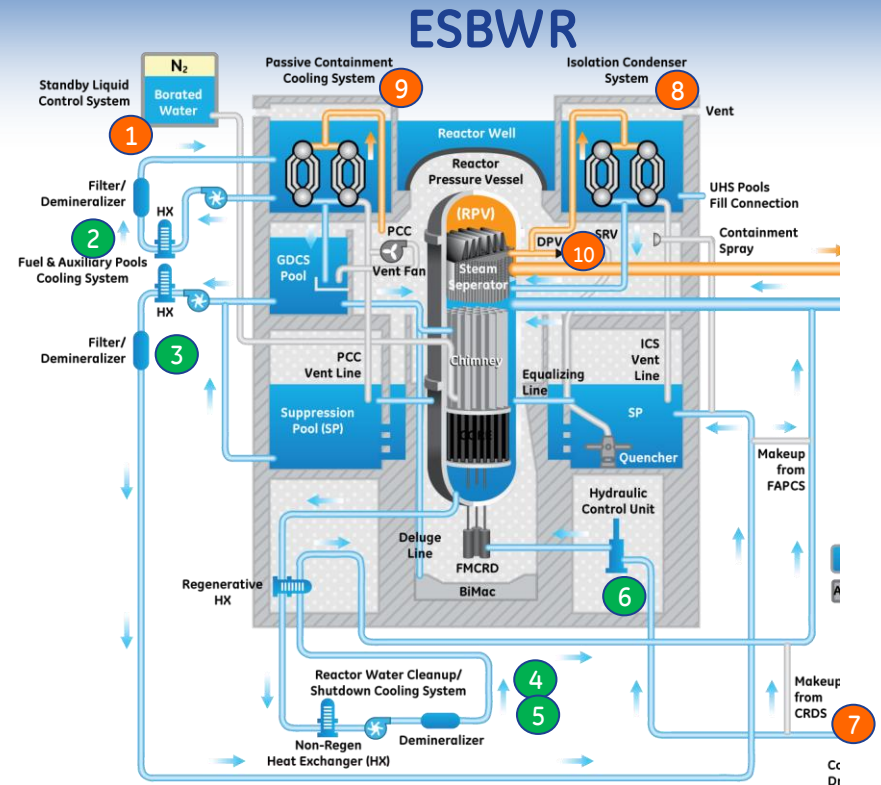 ESBWR
N2
Borated
Water
Standby Liquid
Control System
1
Passive Containment
Cooling System
9
Isolation Condenser
System
8
Vent
Reactor Well
Reactor
Pressure Vessel
Filter/
Demineralizer
HX
2
Fuel & Auxiliary Pools
Cooling System
HX
Filter/
Demineralizer
3
UHS Pools
Fill Connection
Containment
Spray
(RPV)
PCC
Vent Fan
DPV
SRV
10
GDCS
Pool
Steam
Seperator
PCC
Vent Line
Chimney
ICS
Vent
Line
Equalizing
Line
Suppression
Pool (SP)
CORE
SP
Quencher
Makeup
from
FAPCS
Hydraulic
Control Unit
Deluge
Line
FMCRD
BiMac
6
Regenerative
HX
Reactor Water Cleanup/
Shutdown Cooling System
4
5
Non-Regen
Heat Exchanger (HX)
Demineralizer
Makeup
from
CRDS
7